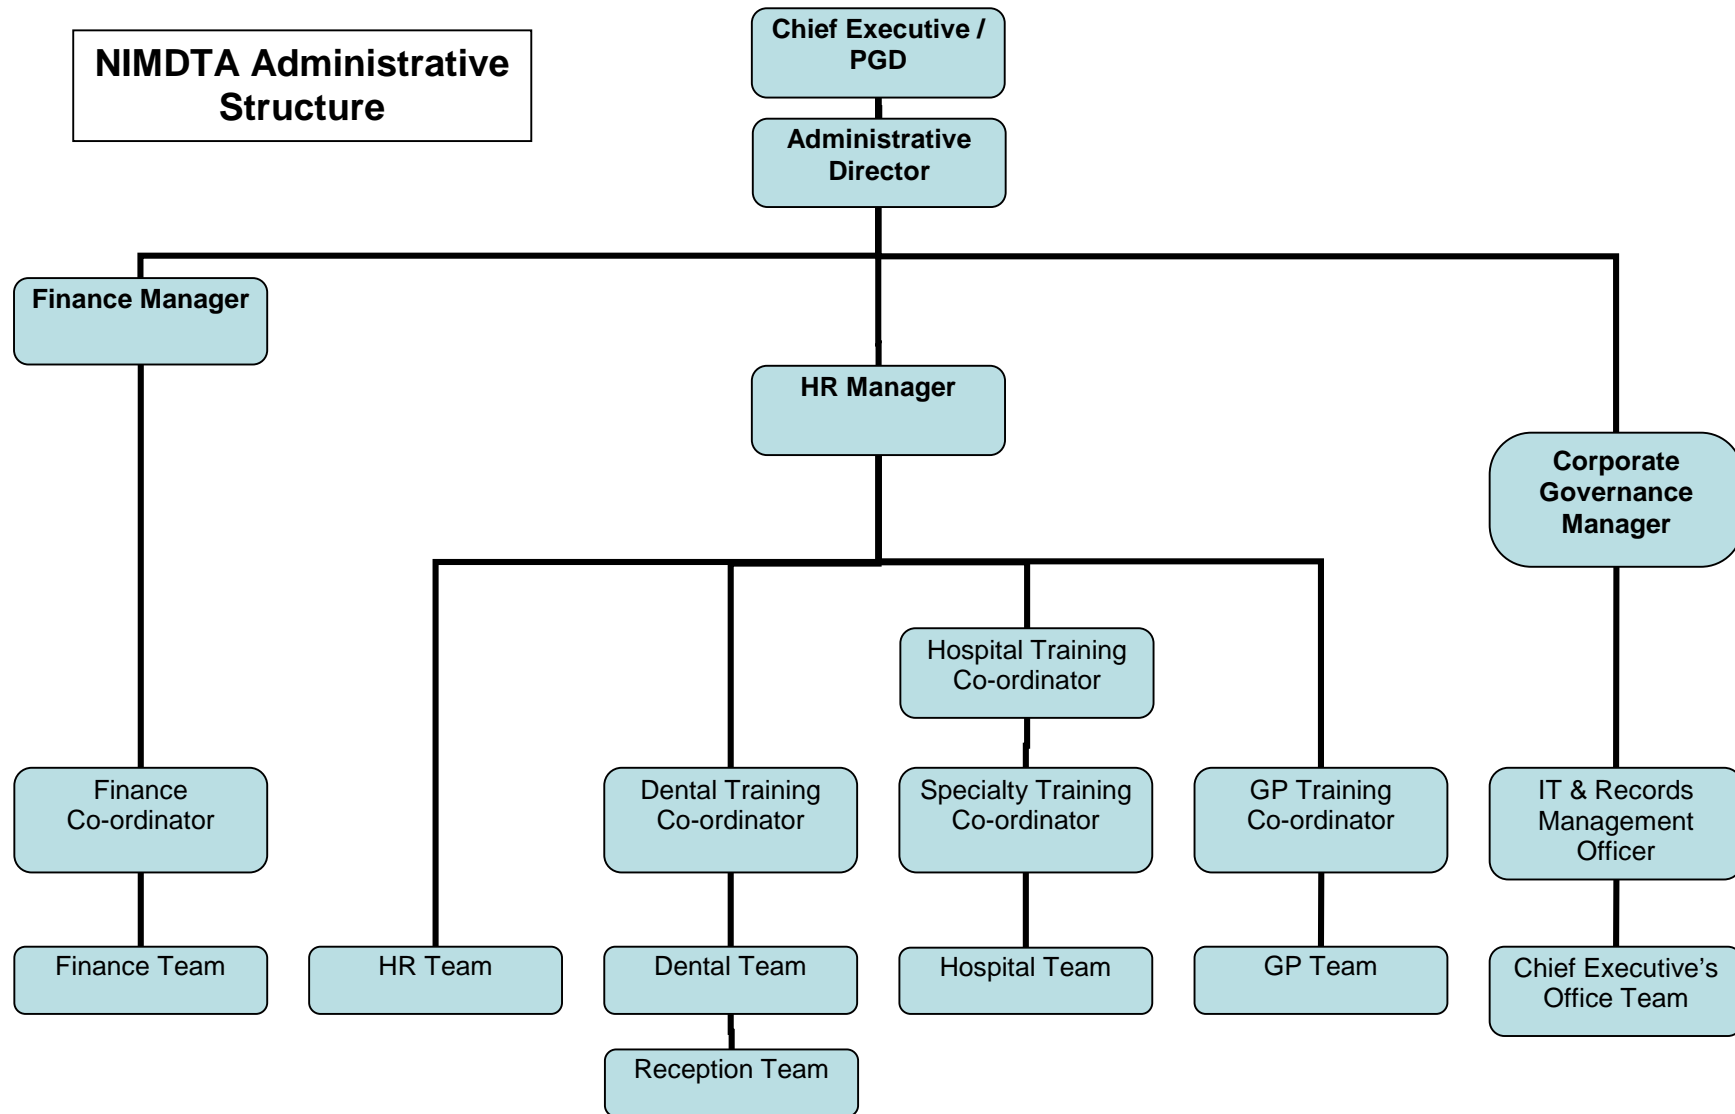 NIMDTA Administrative
Structure
Chief Executive /
PGD
Administrative
Director
Finance Manager
HR Manager
Corporate
Governance
Manager
Hospital Training
Co-ordinator
Finance
Co-ordinator
Dental Training
Co-ordinator
Specialty Training
Co-ordinator
GP Training
Co-ordinator
IT & Records
Management
Officer
Finance Team
HR Team
Dental Team
Hospital Team
GP Team
Chief Executive’s
Office Team
Reception Team